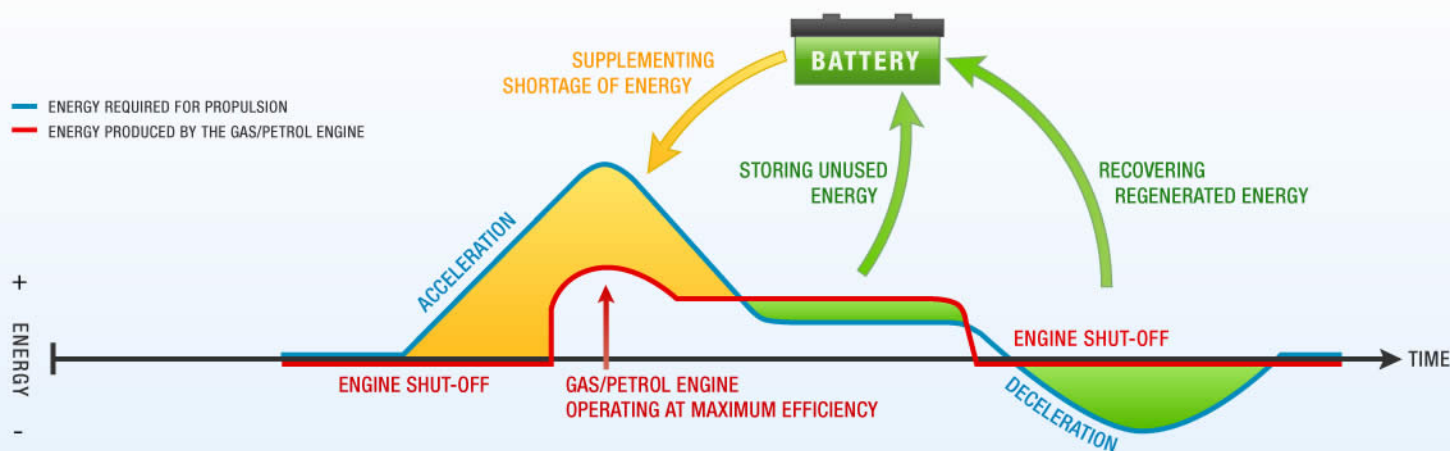 BATTERY
SUPPLEMENTING
SHORTAGE OF ENERGY
ENERGY REQUIRED FOR PROPULSION
ENERGY PRODUCED BY THE GAS/PETROL ENGINE
STORING UNUSED
ENERGY
RECOVERING
REGENERATED ENERGY
ACCELERATION
+
ENERGY
-
ENGINE SHUT-OFF
TIME
ENGINE SHUT-OFF
GAS/PETROL ENGINE
OPERATING AT MAXIMUM EFFICIENCY
DECELERATION